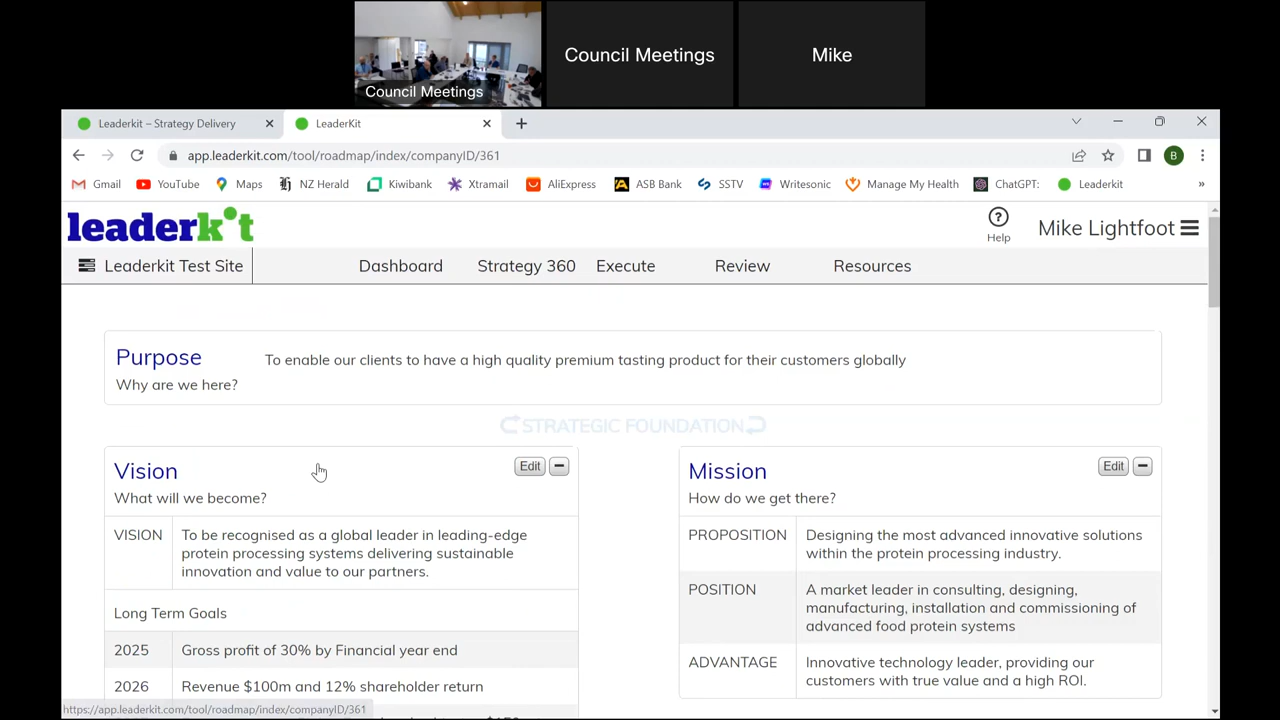 Council Meetings
Council Meetings
Mike
Leaderkit – Strategy Delivery
LeaderKit
app.leaderkit.com/tool/roadmap/index/companyID/361
B
Gmail
YouTube
Maps
NZ Herald
Kiwibank
Xtramail
AliExpress
ASB Bank
SSTV
Writesonic
Manage My Health
ChatGPT:
Leaderkit
»
leaderkit
Help
Mike Lightfoot
Leaderkit Test Site
Dashboard
Strategy 360
Execute
Review
Resources
Purpose
To enable our clients to have a high quality premium tasting product for their customers globally
Why are we here?
STRATEGIC FOUNDATION
Vision
Edit
What will we become?
VISION
To be recognised as a global leader in leading-edge
protein processing systems delivering sustainable
innovation and value to our partners.
Long Term Goals
2025
Gross profit of 30% by Financial year end
2026
Revenue $100m and 12% shareholder return
Mission
Edit
How do we get there?
PROPOSITION
Designing the most advanced innovative solutions
within the protein processing industry.
POSITION
A market leader in consulting, designing,
manufacturing, installation and commissioning of
advanced food protein systems
ADVANTAGE
Innovative technology leader, providing our
customers with true value and a high ROI.
https://app.leaderkit.com/tool/roadmap/index/companyID/361